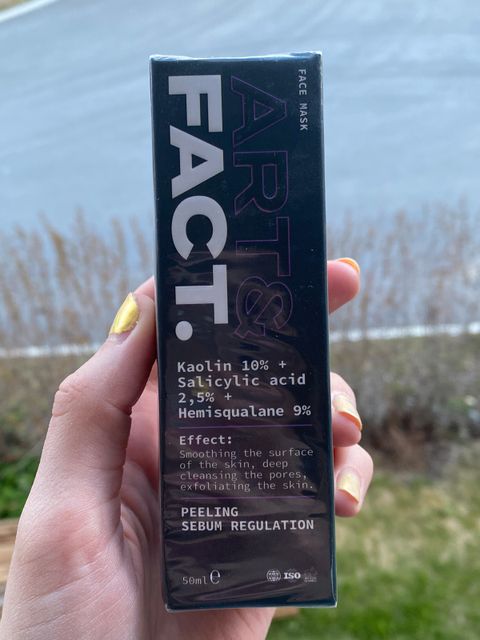 FACE MASK
ART&
FACT.
Kaolin 10% +
Salicylic acid
2,5% +
Hemisqualane 9%
Effect:
Smoothing the surface
of the skin, deep
cleansing the pores,
exfoliating the skin.
PEELING
SEBUM REGULATION
50ml e
ISO